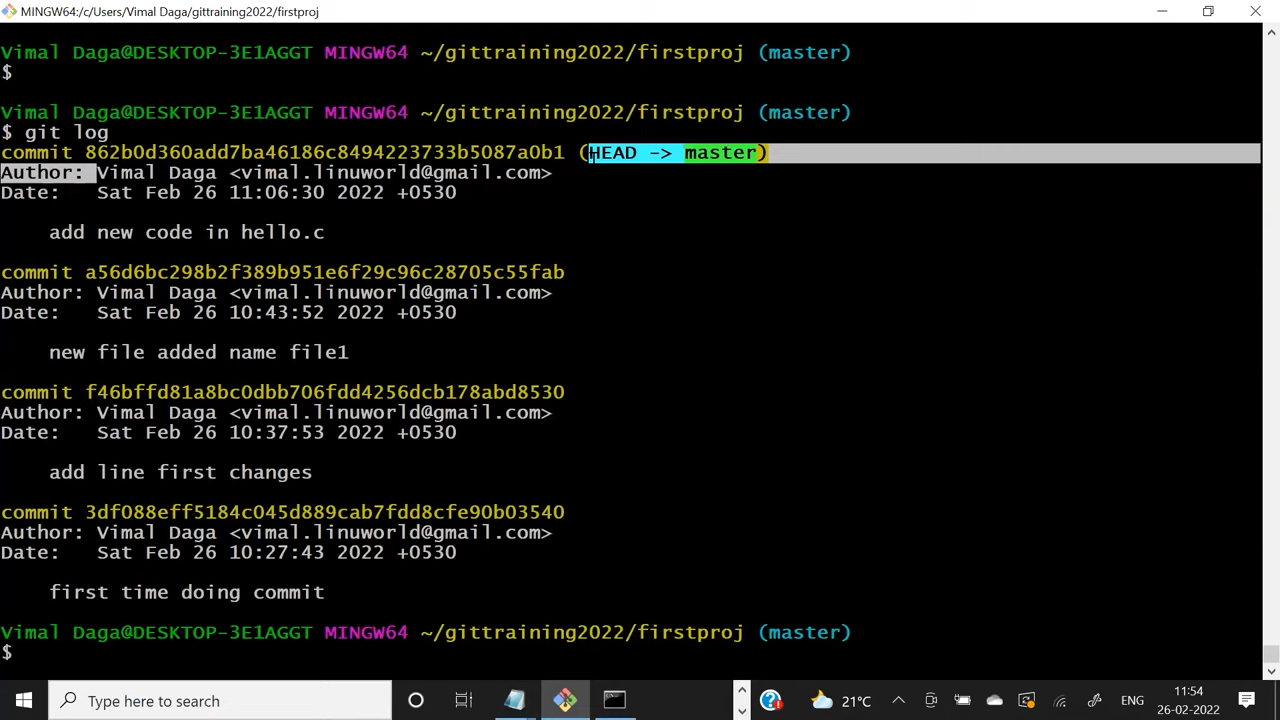 MINGW64:/c/Users/Vimal Daga/gittraining2022/firstproj
Vimal Daga@DESKTOP-3E1AGGT MINGW64 ~/gittraining2022/firstproj (master)
$
Vimal Daga@DESKTOP-3E1AGGT MINGW64 ~/gittraining2022/firstproj (master)
$ git log
commit 862b0d360add7ba46186c8494223733b5087a0b1 (HEAD -> master)
Author: Vimal Daga <vimal.linuworld@gmail.com>
Date:   Sat Feb 26 11:06:30 2022 +0530
add new code in hello.c
commit a56d6bc298b2f389b951e6f29c96c28705c55fab
Author: Vimal Daga <vimal.linuworld@gmail.com>
Date:   Sat Feb 26 10:43:52 2022 +0530
new file added name file1
commit f46bffd81a8bc0dbb706fdd4256dcb178abd8530
Author: Vimal Daga <vimal.linuworld@gmail.com>
Date:   Sat Feb 26 10:37:53 2022 +0530
add line first changes
commit 3df088eff5184c045d889cab7fdd8cfe90b03540
Author: Vimal Daga <vimal.linuworld@gmail.com>
Date:   Sat Feb 26 10:27:43 2022 +0530
first time doing commit
Vimal Daga@DESKTOP-3E1AGGT MINGW64 ~/gittraining2022/firstproj (master)
$
Type here to search
21°C
ENG
11:54
26-02-2022